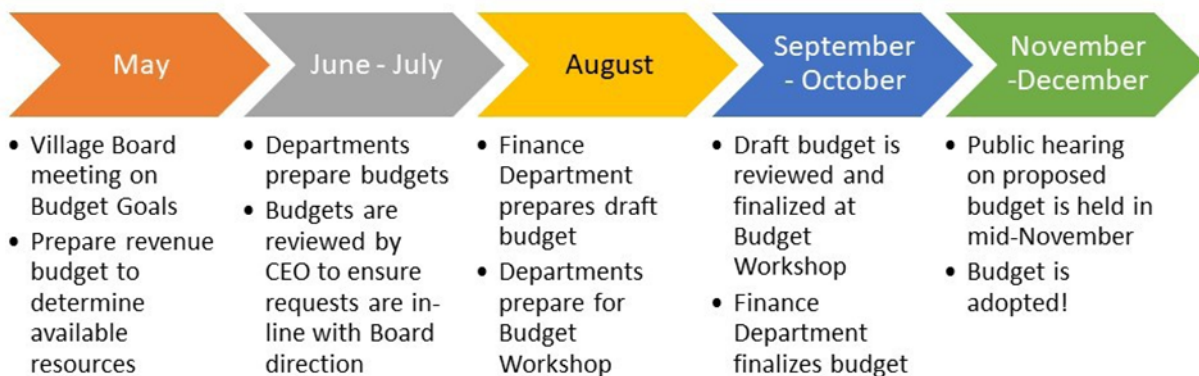 May
June - July
August
September
- October
November
-December
• Village Board
meeting on
Budget Goals
• Prepare revenue
budget to
determine
available
resources
• Departments
prepare budgets
• Budgets are
reviewed by
CEO to ensure
requests are in-
line with Board
direction
• Finance
Department
prepares draft
budget
• Departments
prepare for
Budget
Workshop
• Draft budget is
reviewed and
finalized at
Budget
Workshop
• Finance
Department
finalizes budget
• Public hearing
on proposed
budget is held in
mid-November
• Budget is
adopted!